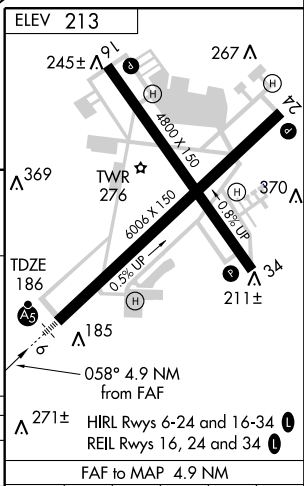 ELEV 213
245±
16
P
H
267
H
24
P
4800 X 150
369
TWR
276
6006 X 150
H
370
0.8% UP
0.5% UP
TDZE
186
A5
H
P
34
211±
6
185
058° 4.9 NM
from FAF
271±
HIRL Rwys 6-24 and 16-34 L
REIL Rwys 16, 24 and 34 L
FAF to MAP 4.9 NM